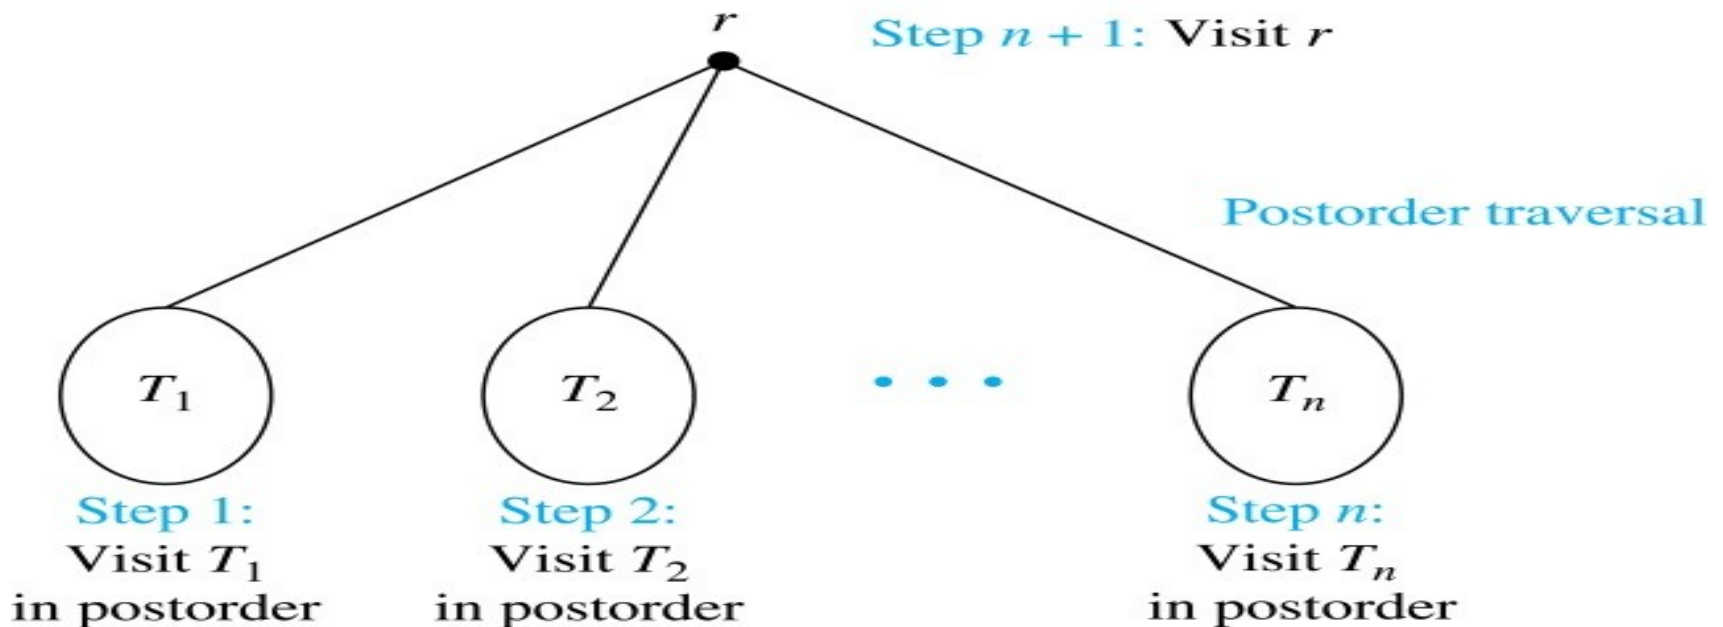 r
Step n + 1: Visit r
Postorder traversal
T₁
T₂
. . .
Tₙ
Step 1:
Visit T₁
in postorder
Step 2:
Visit T₂
in postorder
Step n:
Visit Tₙ
in postorder